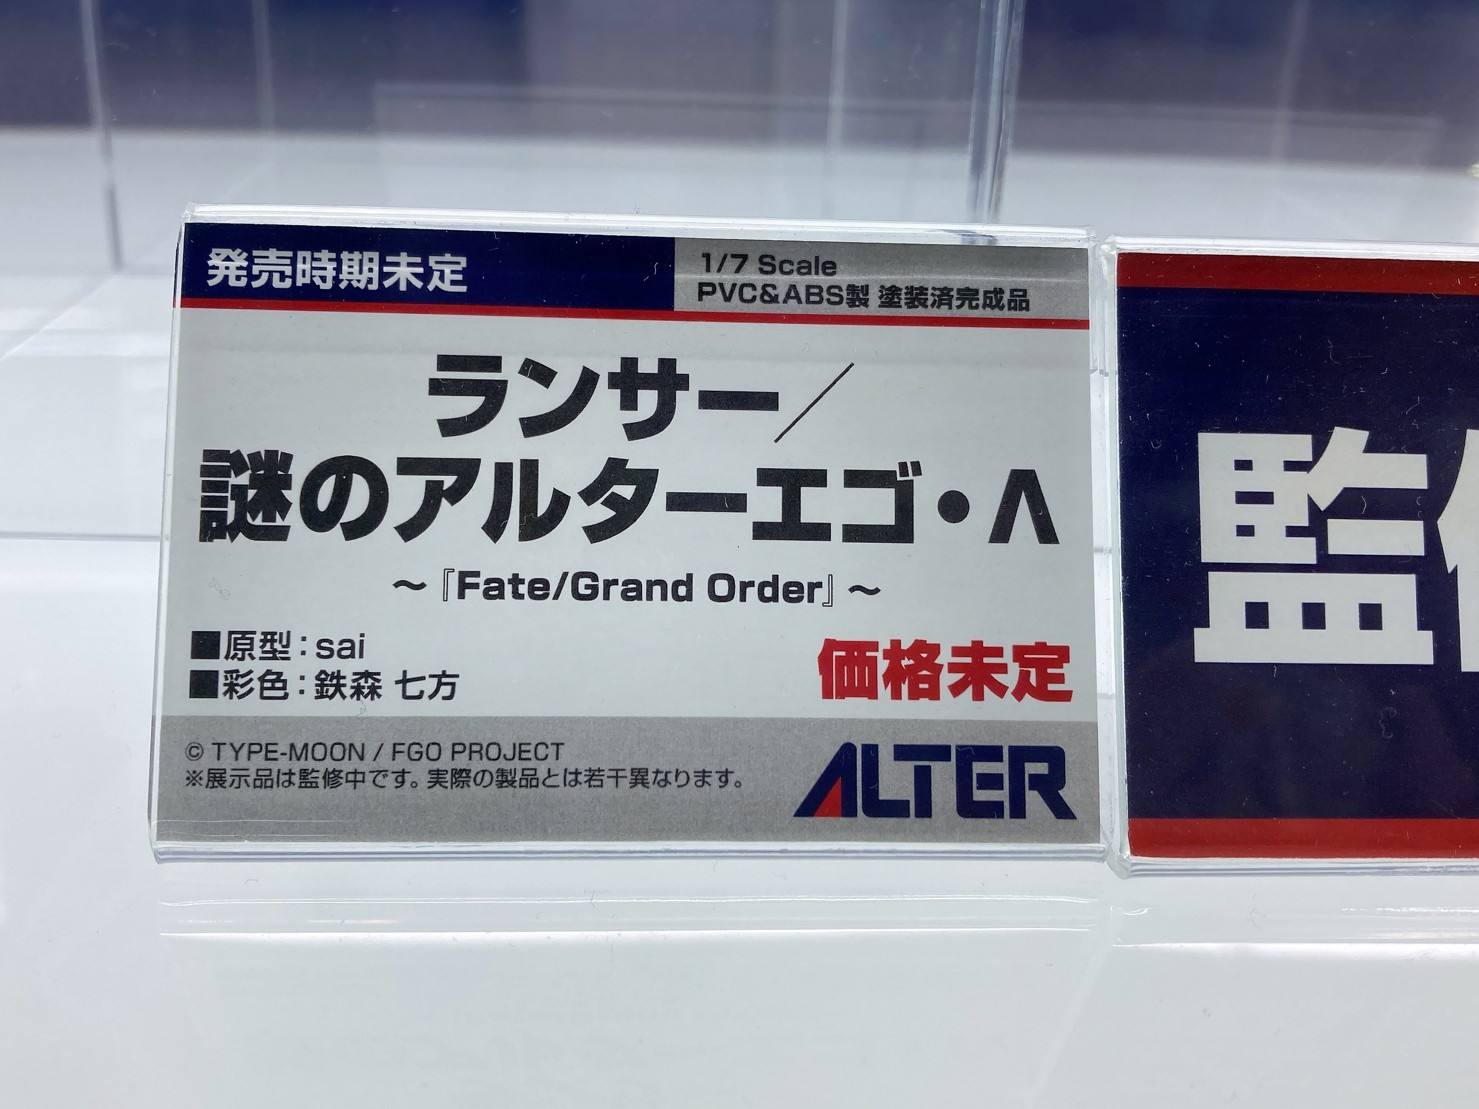 発売時期未定
1/7 Scale
PVC&ABS製 塗装済完成品
ランサー／
謎のアルターエゴ・Λ
～『Fate/Grand Order』～
■原型：sai
■彩色：鉄森 七方
価格未定
© TYPE-MOON / FGO PROJECT
※展示品は監修中です。実際の製品とは若干異なります。
ALTER
監